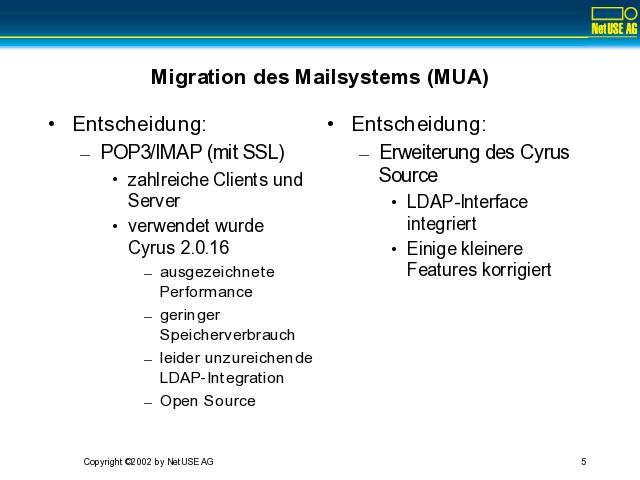 NetUSE AG
Migration des Mailsystems (MUA)
• Entscheidung:
– POP3/IMAP (mit SSL)
• zahlreiche Clients und
Server
• verwendet wurde
Cyrus 2.0.16
– ausgezeichnete
Performance
– geringer
Speicherverbrauch
– leider unzureichende
LDAP-Integration
– Open Source
• Entscheidung:
– Erweiterung des Cyrus
Source
• LDAP-Interface
integriert
• Einige kleinere
Features korrigiert
Copyright ©2002 by NetUSE AG
5